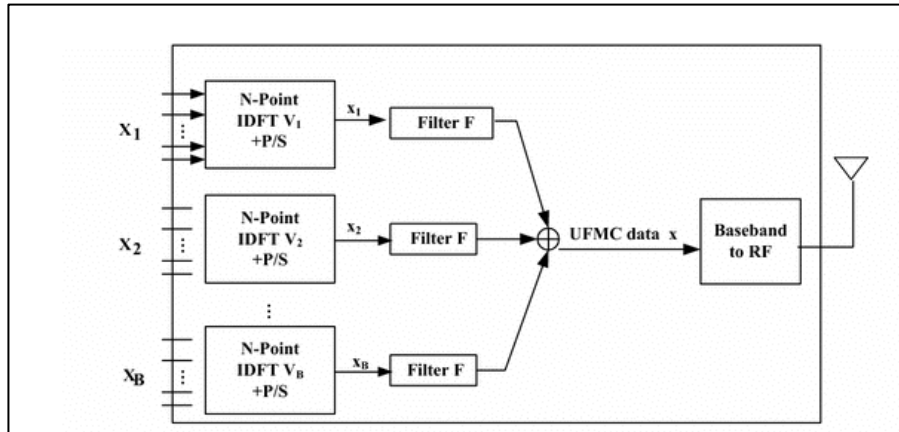 X1
N-Point
IDFT V1
+P/S
x1
Filter F
X2
N-Point
IDFT V2
+P/S
x2
Filter F
UFMC data x
Baseband
to RF
XB
N-Point
IDFT VB
+P/S
xB
Filter F